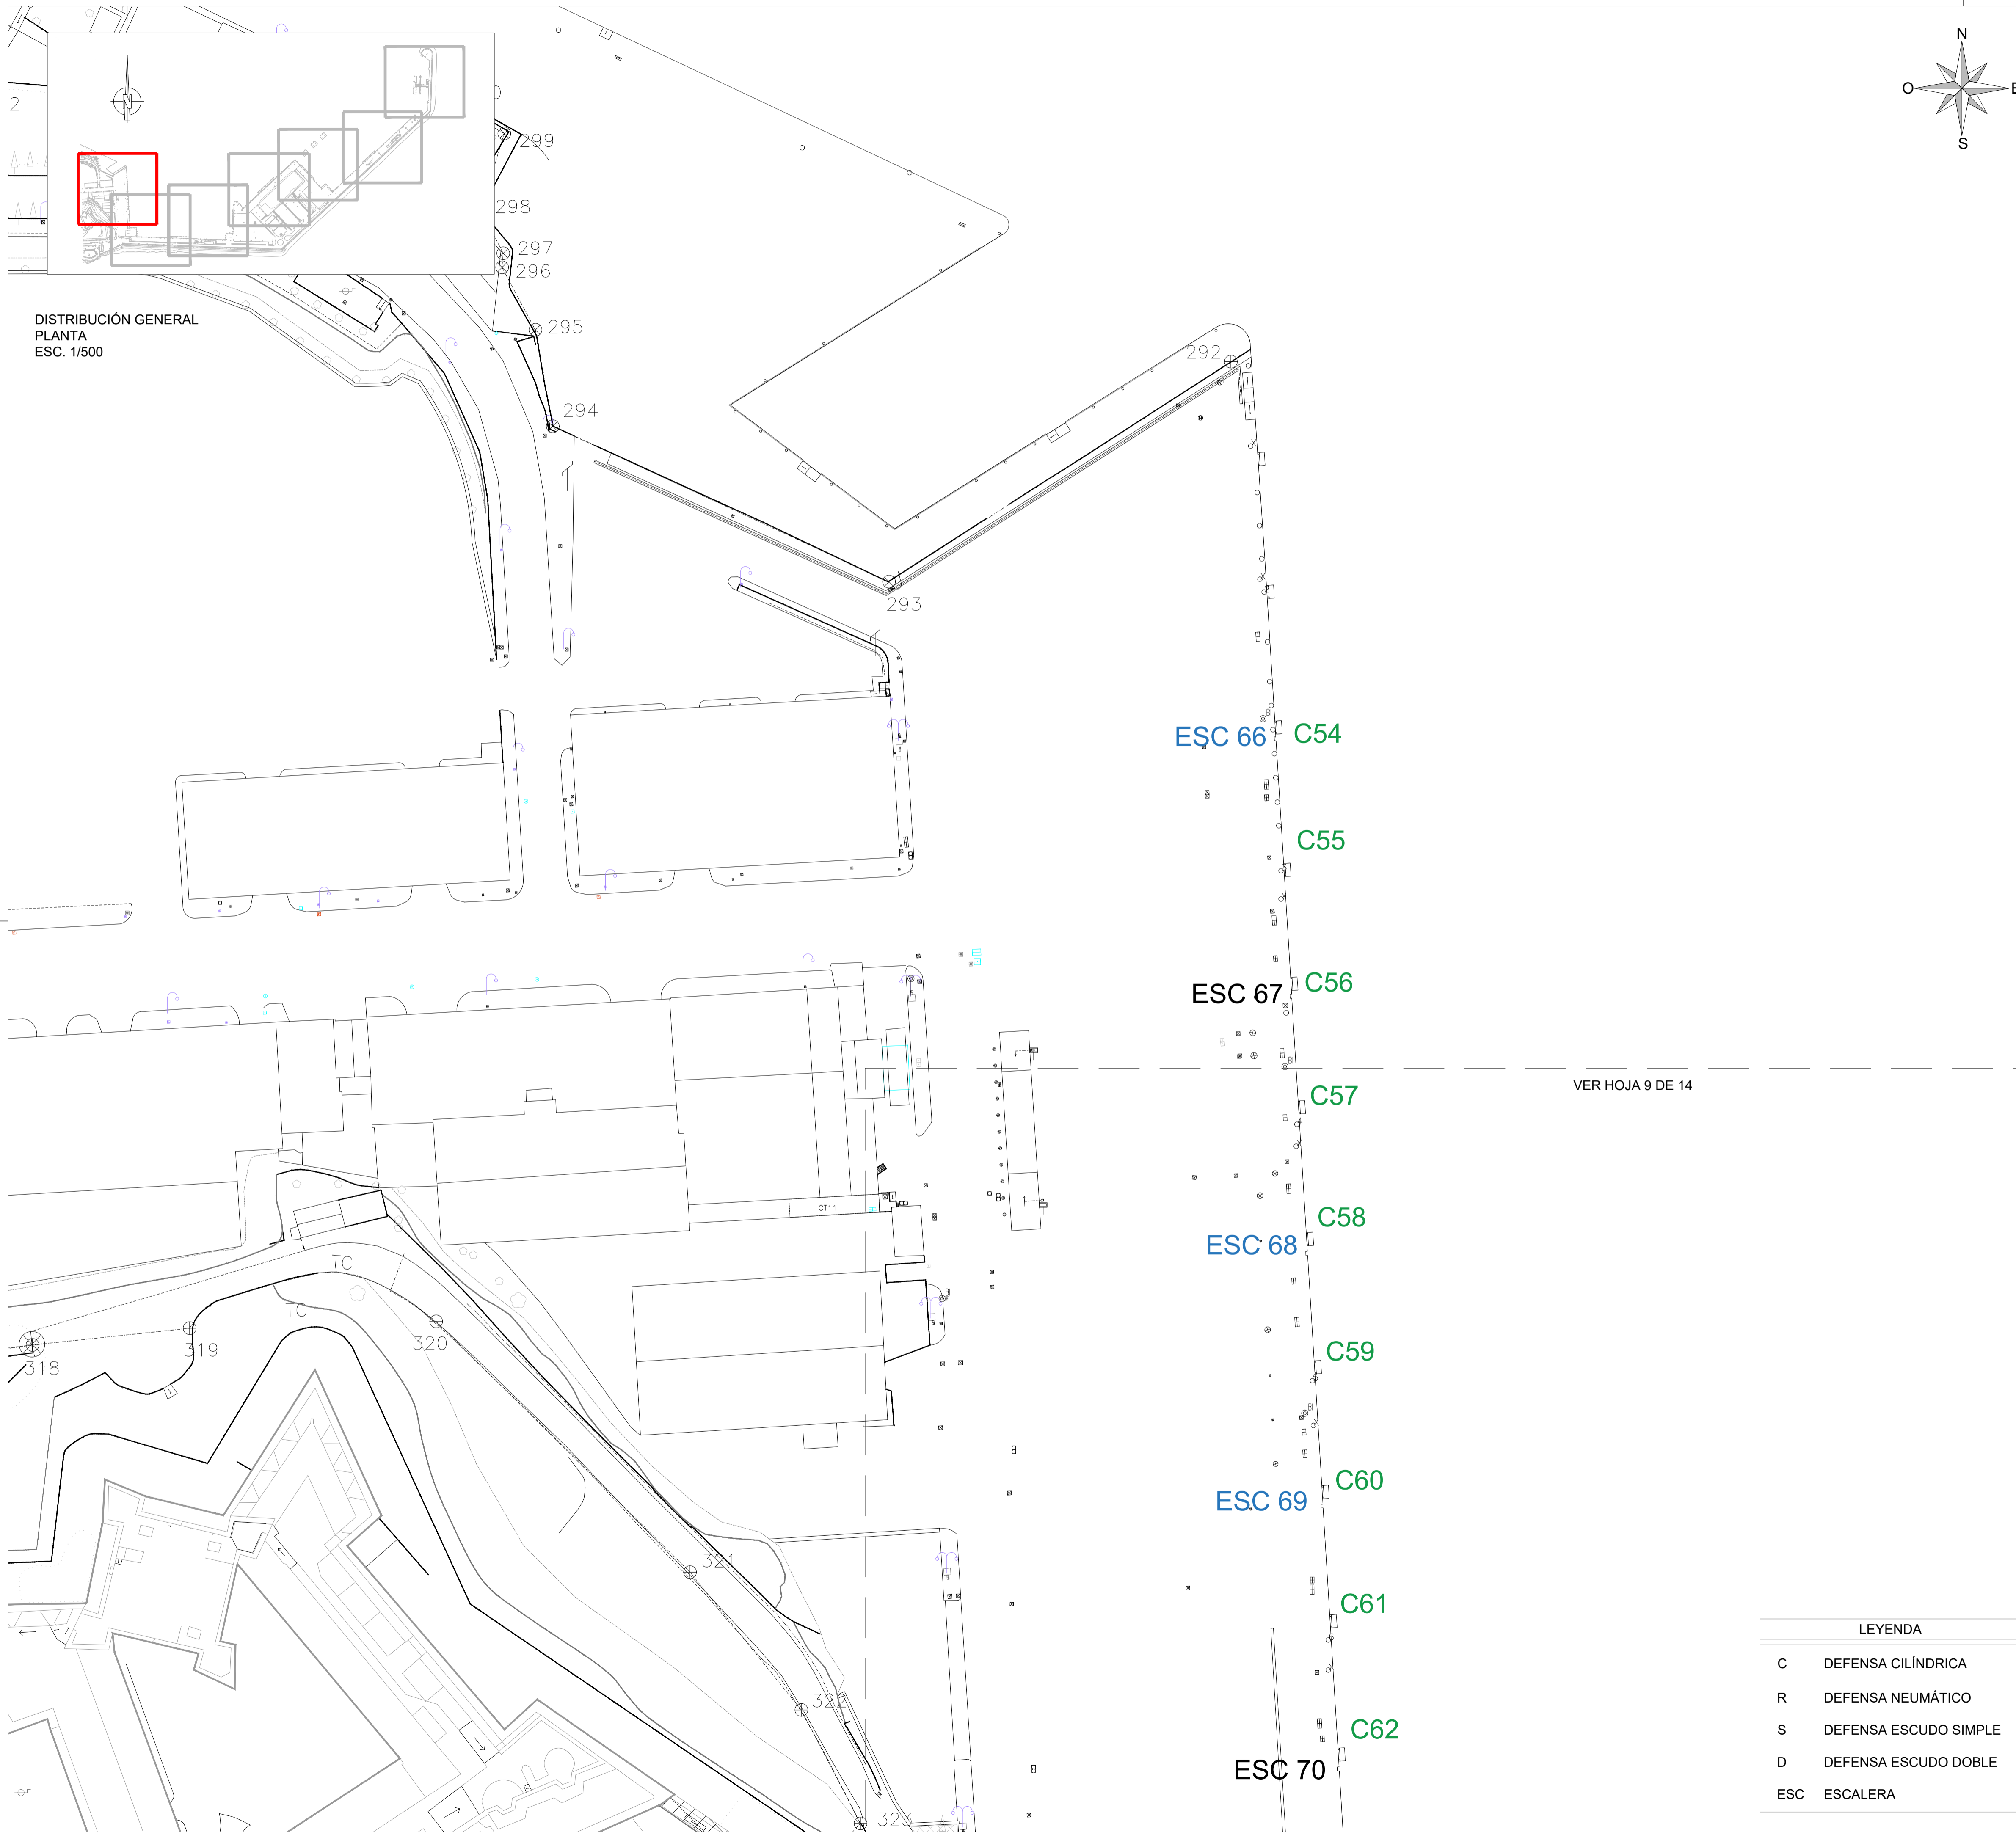 N
O
E
S
N
2
299
298
297
296
295
294
293
292
DISTRIBUCIÓN GENERAL
PLANTA
ESC. 1/500
ESC 66
C54
C55
C56
ESC 67
VER HOJA 9 DE 14
C57
C58
ESC 68
CT11
TC
TC
318
319
320
C59
C60
ESC 69
321
C61
322
C62
ESC 70
323
LEYENDA
C DEFENSA CILÍNDRICA
R DEFENSA NEUMÁTICO
S DEFENSA ESCUDO SIMPLE
D DEFENSA ESCUDO DOBLE
ESC ESCALERA